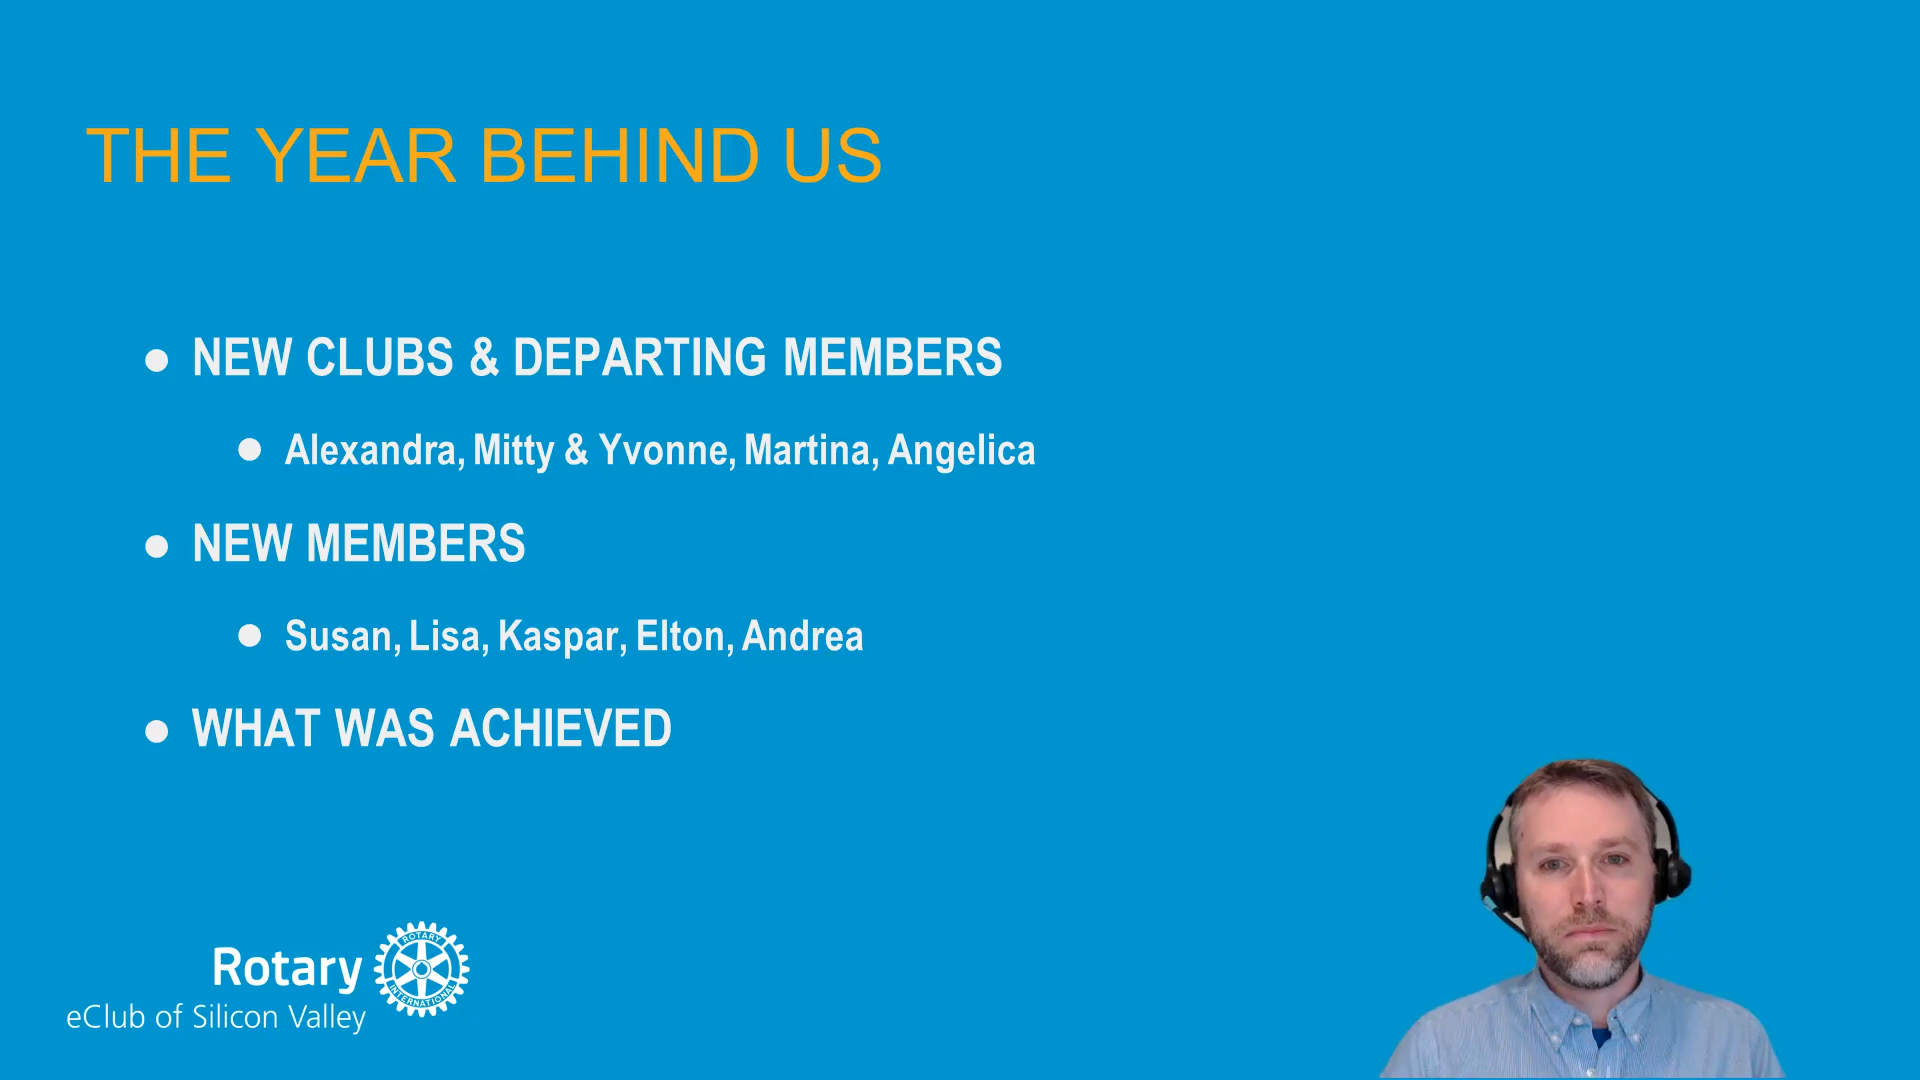 THE YEAR BEHIND US
● NEW CLUBS & DEPARTING MEMBERS
● Alexandra, Mitty & Yvonne, Martina, Angelica
● NEW MEMBERS
● Susan, Lisa, Kaspar, Elton, Andrea
● WHAT WAS ACHIEVED
Rotary
ROTARY
INTERNATIONAL
eClub of Silicon Valley